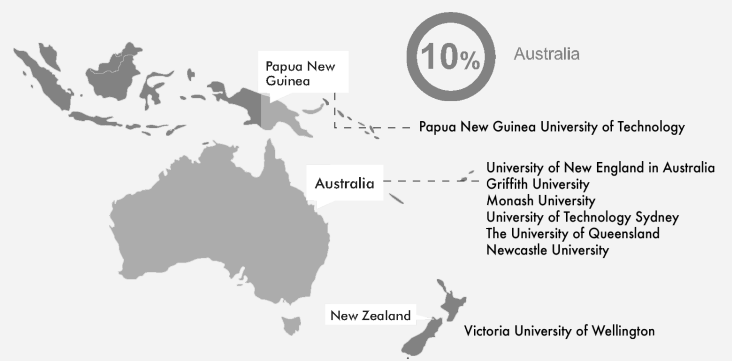 10% Australia
Papua New
Guinea
Papua New Guinea University of Technology
Australia
University of New England in Australia
Griffith University
Monash University
University of Technology Sydney
The University of Queensland
Newcastle University
New Zealand
Victoria University of Wellington